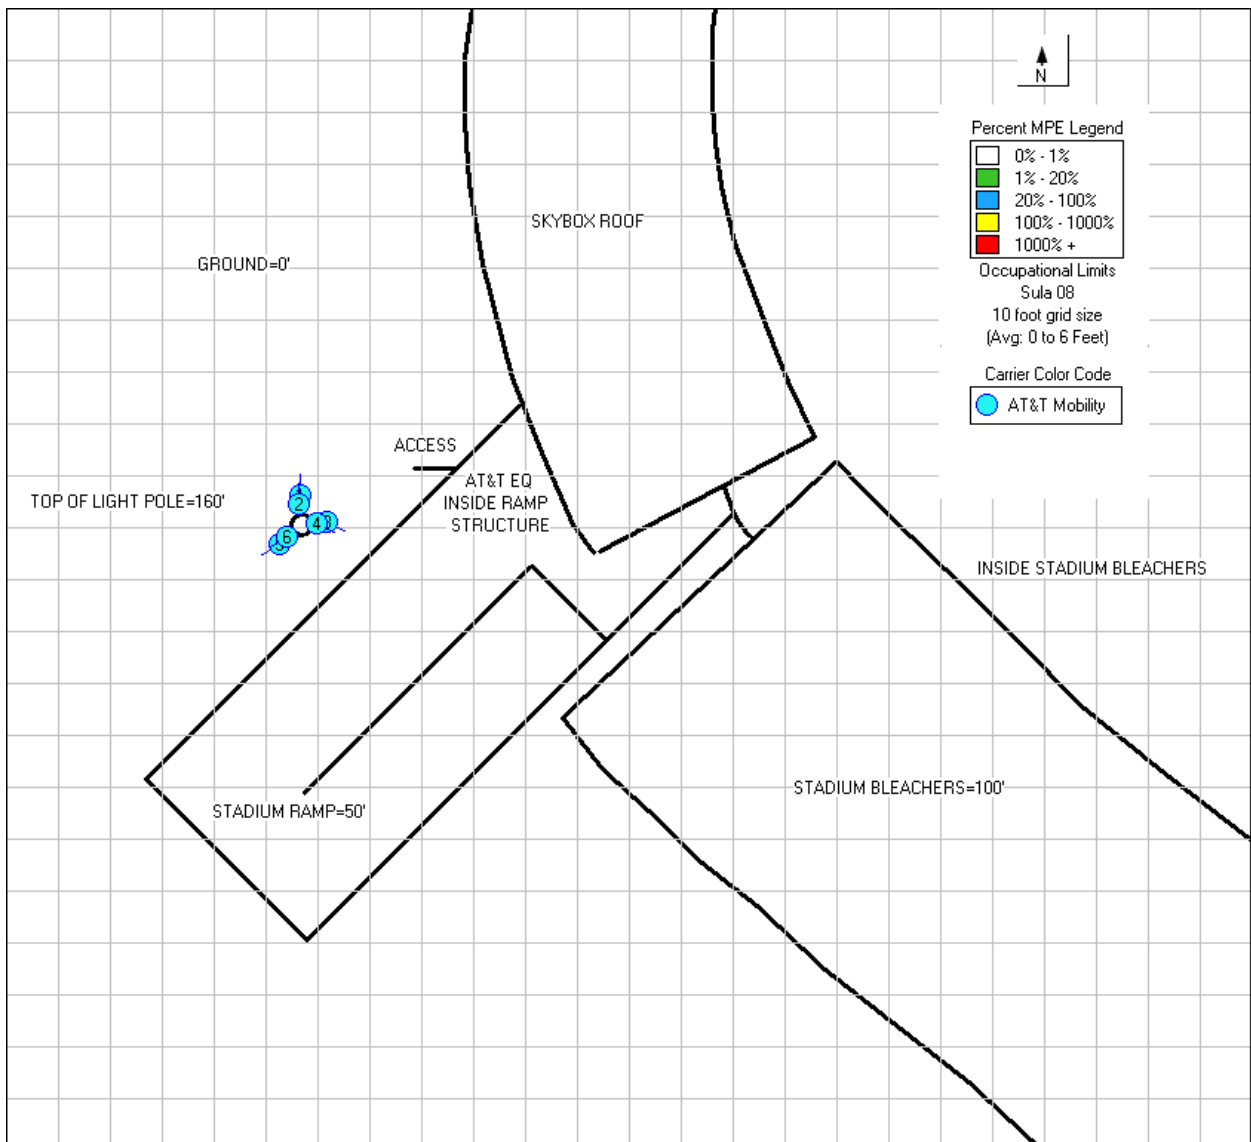 N
Percent MPE Legend
0% - 1%
1% - 20%
20% - 100%
100% - 1000%
1000% +
Occupational Limits
Sula 08
10 foot grid size
(Avg: 0 to 6 Feet)
Carrier Color Code
AT&T Mobility
SKYBOX ROOF
GROUND=0'
ACCESS
AT&T EQ
INSIDE RAMP
STRUCTURE
TOP OF LIGHT POLE=160'
2
4
3
6
INSIDE STADIUM BLEACHERS
STADIUM BLEACHERS=100'
STADIUM RAMP=50'